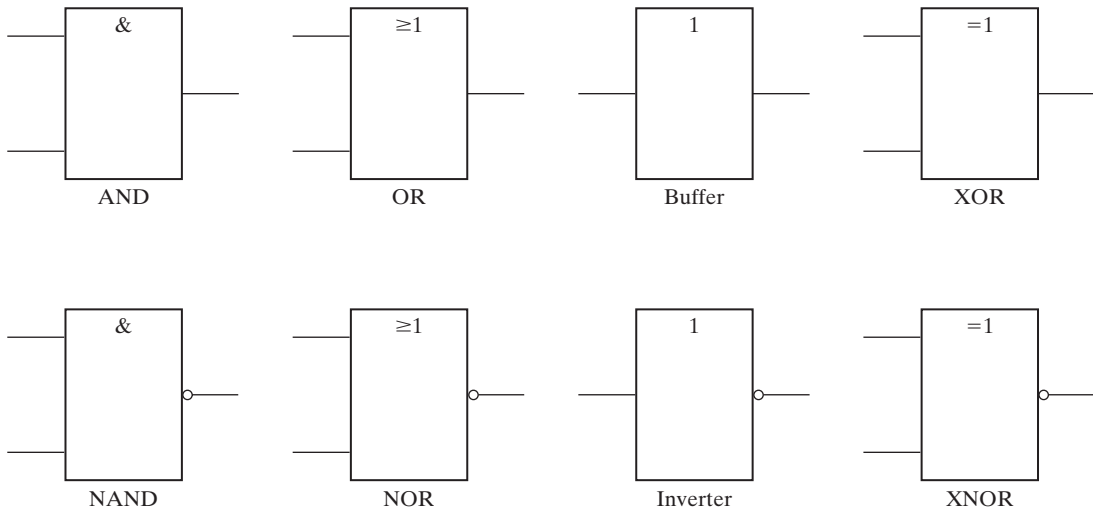 & ≥1 1 =1
AND OR Buffer XOR
& ≥1 1 =1
NAND NOR Inverter XNOR